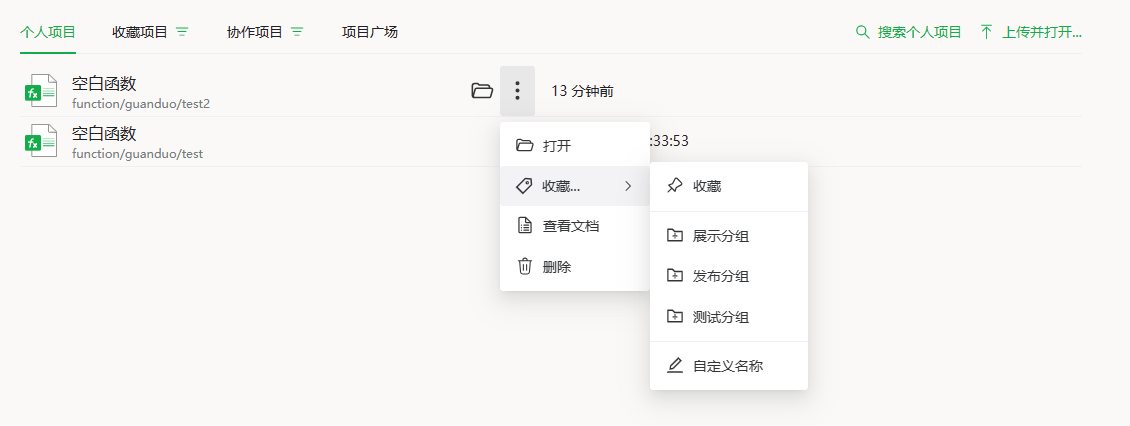 个人项目 收藏项目 协作项目 项目广场 搜索个人项目 上传并打开...
空白函数
function/guanduo/test2
13 分钟前
空白函数
function/guanduo/test
:33:53
打开
收藏...
查看文档
删除
收藏
展示分组
发布分组
测试分组
自定义名称